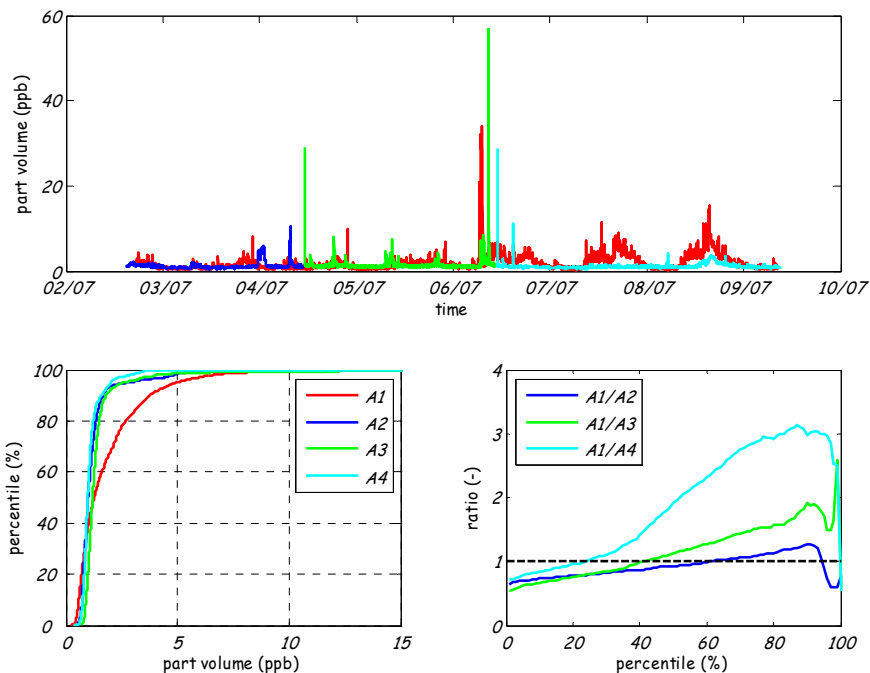 60
40
20
0
part volume (ppb)
02/07 03/07 04/07 05/07 06/07 07/07 08/07 09/07 10/07
time
100
80
60
40
20
0
percentile (%)
A1
A2
A3
A4
0 5 10 15
part volume (ppb)
4
3
2
1
0
ratio (-)
A1/A2
A1/A3
A1/A4
0 20 40 60 80 100
percentile (%)